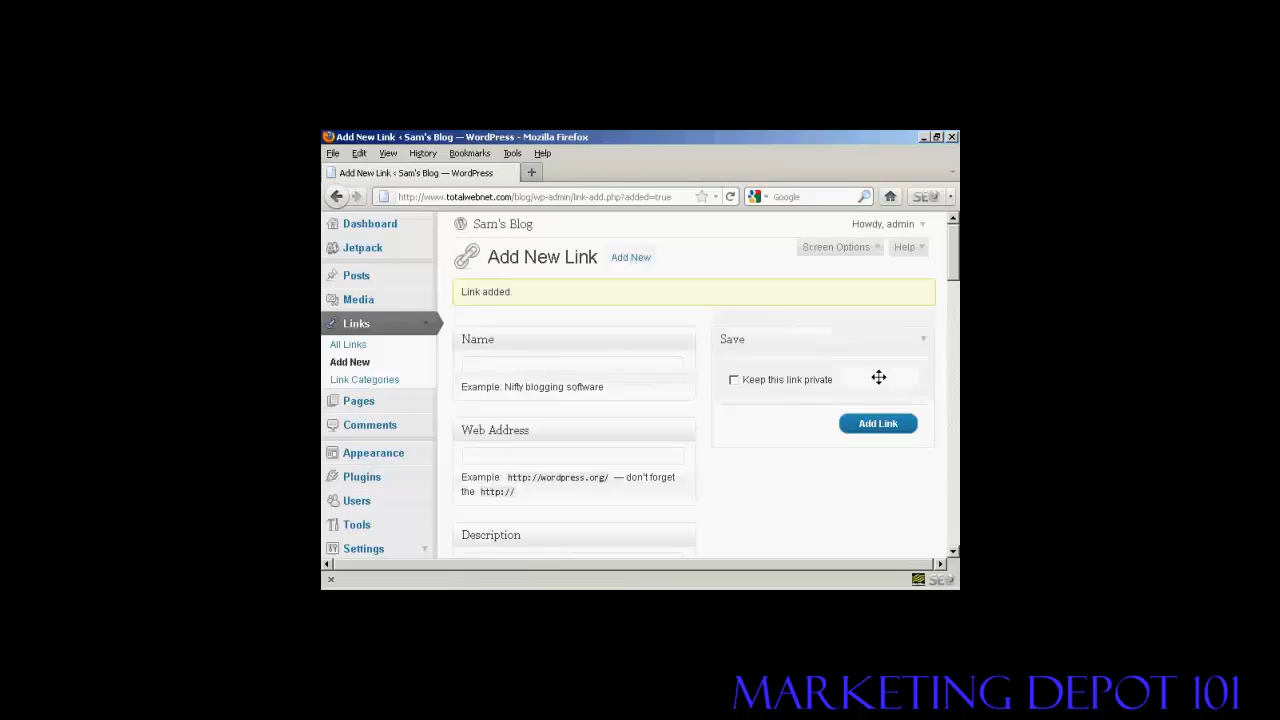 Add New Link ‹ Sam's Blog — WordPress - Mozilla Firefox
File Edit View History Bookmarks Tools Help
Add New Link ‹ Sam's Blog — WordPress
http://www.totalwebnet.com/blog/wp-admin/link-add.php?added=true
Google
SEO
Dashboard
Jetpack
Posts
Media
Links
All Links
Add New
Link Categories
Pages
Comments
Appearance
Plugins
Users
Tools
Settings
Sam's Blog
Howdy, admin
Screen Options
Help
Add New Link Add New
Link added.
Name
Example: Nifty blogging software
Web Address
Example: http://wordpress.org/ — don't forget
the http://
Description
Save
Keep this link private
Add Link
SEO
MARKETING DEPOT 101